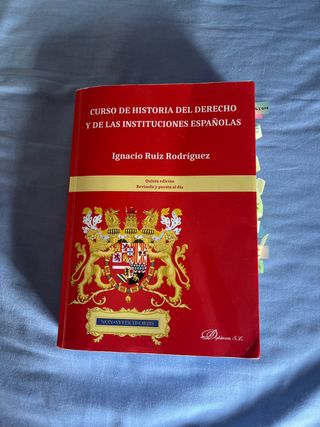 CURSO DE HISTORIA DEL DERECHO
Y DE LAS INSTITUCIONES ESPAÑOLAS
Ignacio Ruiz Rodríguez
Quinta edición
Revisada y puesta al día
NON·SVFFICIT·ORBIS
Dykinson, S.L.